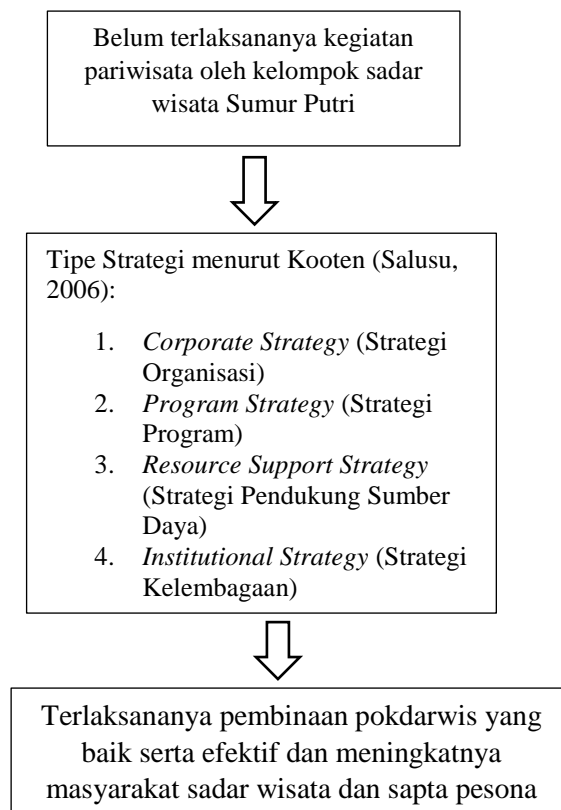 Belum terlaksananya kegiatan
pariwisata oleh kelompok sadar
wisata Sumur Putri
Tipe Strategi menurut Kooten (Salusu,
2006):
1. Corporate Strategy (Strategi
Organisasi)
2. Program Strategy (Strategi
Program)
3. Resource Support Strategy
(Strategi Pendukung Sumber
Daya)
4. Institutional Strategy (Strategi
Kelembagaan)
Terlaksananya pembinaan pokdarwis yang
baik serta efektif dan meningkatnya
masyarakat sadar wisata dan sapta pesona